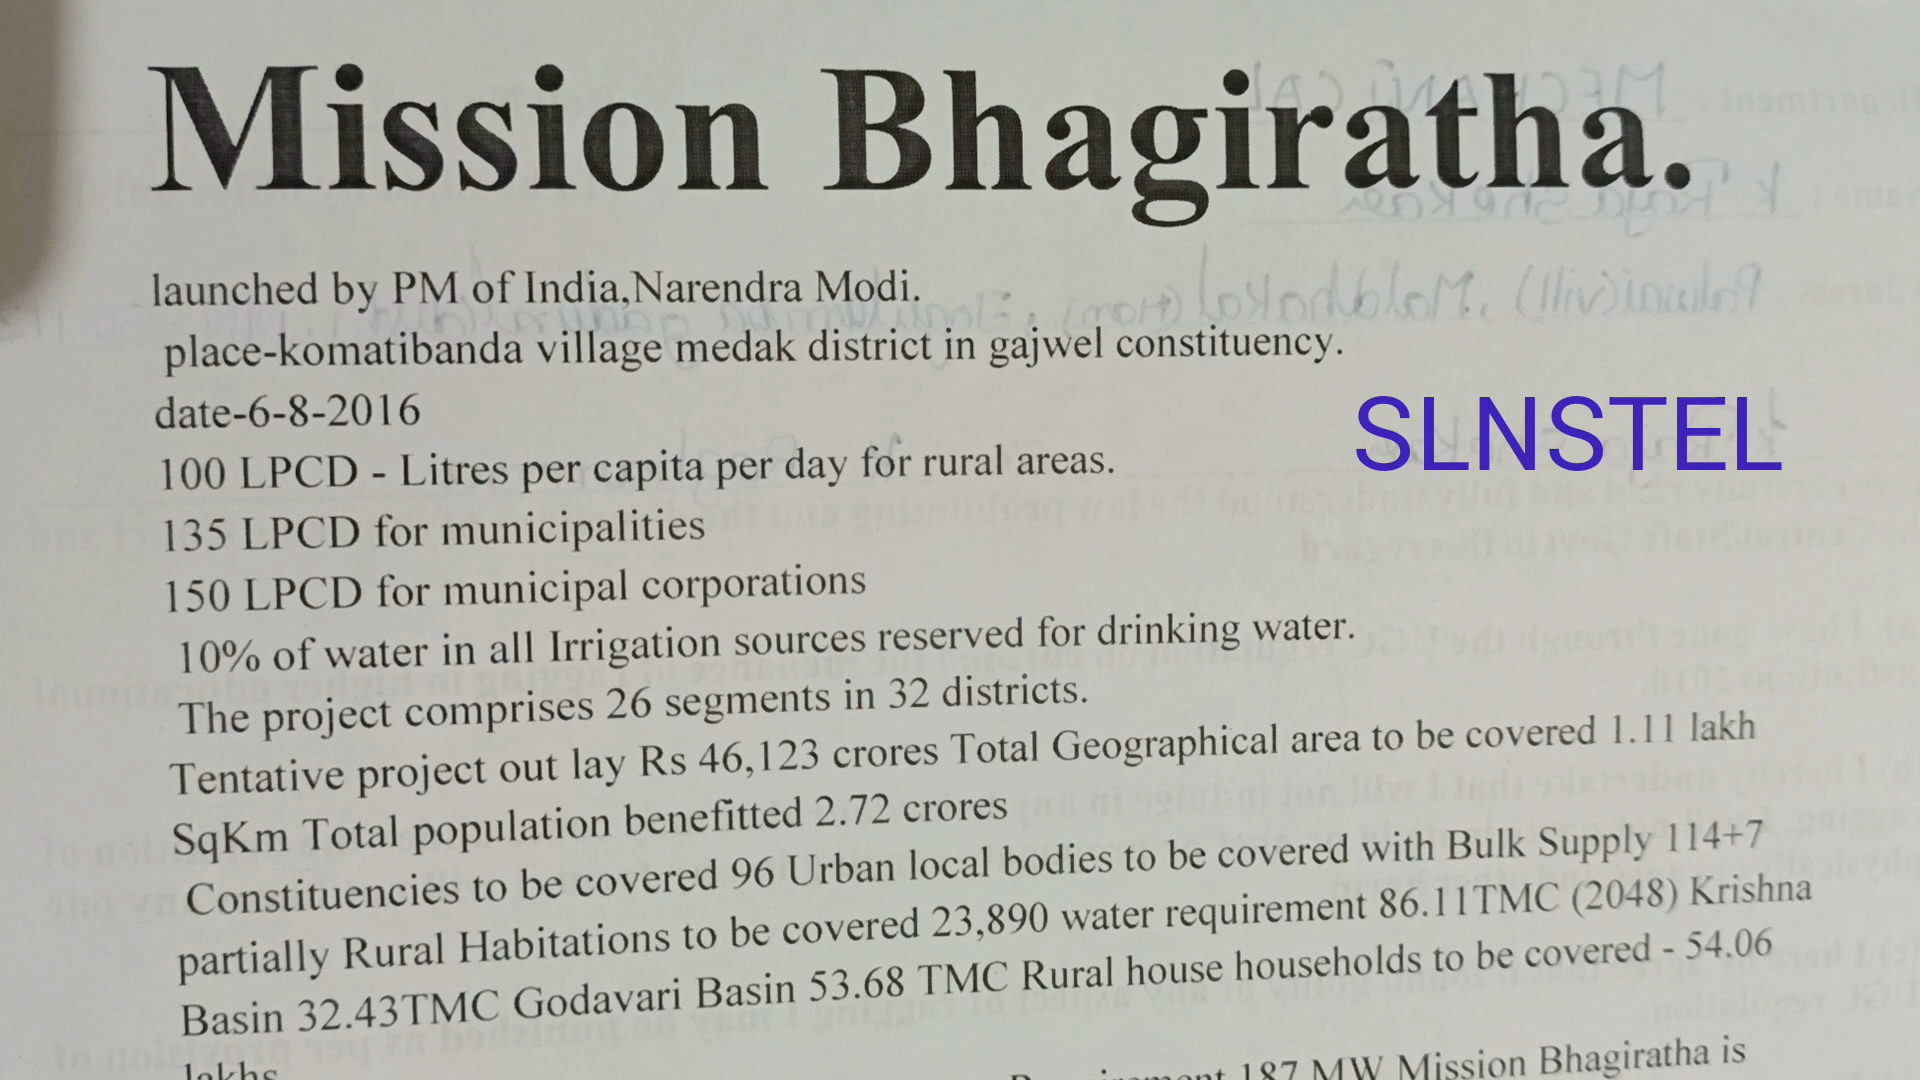 Mission Bhagiratha.
launched by PM of India,Narendra Modi.
place-komatibanda village medak district in gajwel constituency.
date-6-8-2016
SLNSTEL
100 LPCD - Litres per capita per day for rural areas.
135 LPCD for municipalities
150 LPCD for municipal corporations
10% of water in all Irrigation sources reserved for drinking water.
The project comprises 26 segments in 32 districts.
Tentative project out lay Rs 46,123 crores Total Geographical area to be covered 1.11 lakh
SqKm Total population benefitted 2.72 crores
Constituencies to be covered 96 Urban local bodies to be covered with Bulk Supply 114+7
partially Rural Habitations to be covered 23,890 water requirement 86.11TMC (2048) Krishna
Basin 32.43TMC Godavari Basin 53.68 TMC Rural house households to be covered - 54.06
lakhs
187 MW Mission Bhagiratha is